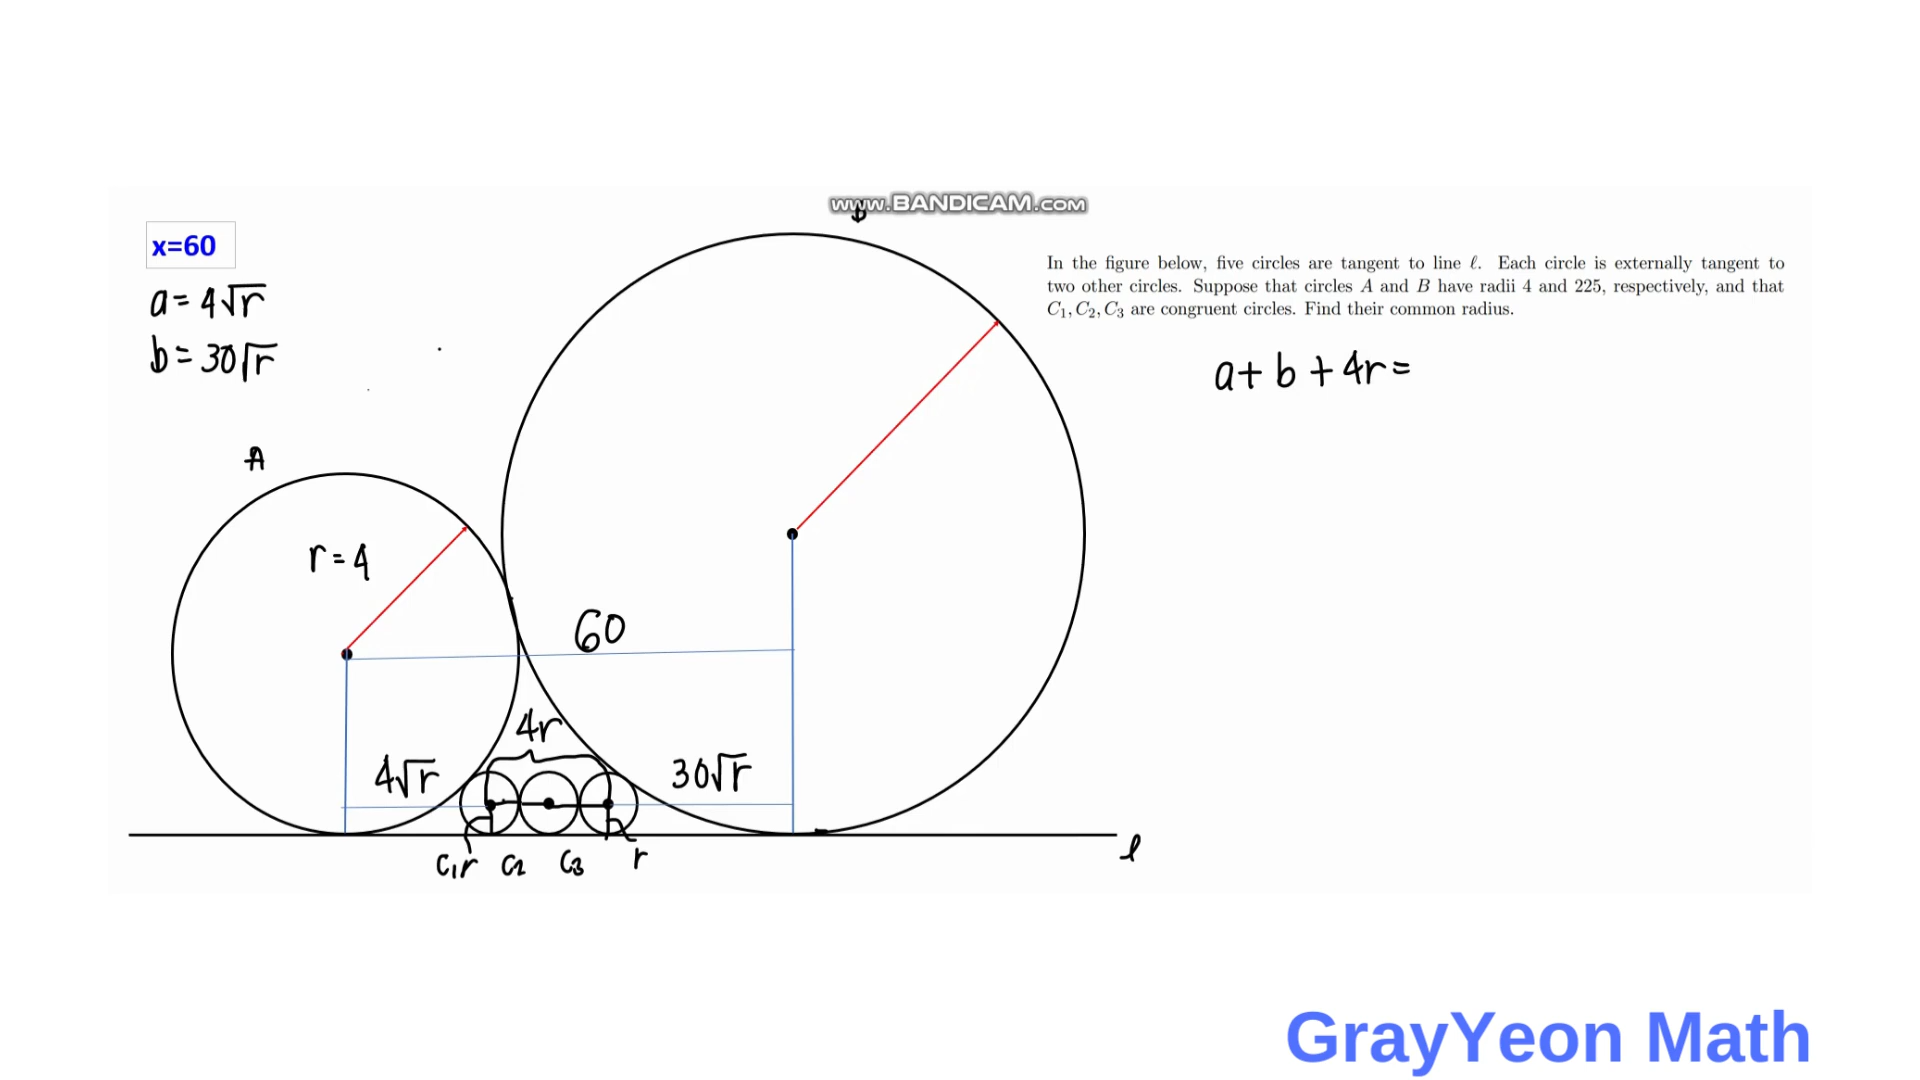 www.BANDICAM.com
B
x=60
a=4√r
b=30√r
In the figure below, five circles are tangent to line ℓ. Each circle is externally tangent to
two other circles. Suppose that circles A and B have radii 4 and 225, respectively, and that
C₁, C₂, C₃ are congruent circles. Find their common radius.
a+b+4r=
A
r=4
60
4r
4√r
30√r
C₁ r C₂ C₃ r
ℓ
GrayYeon Math